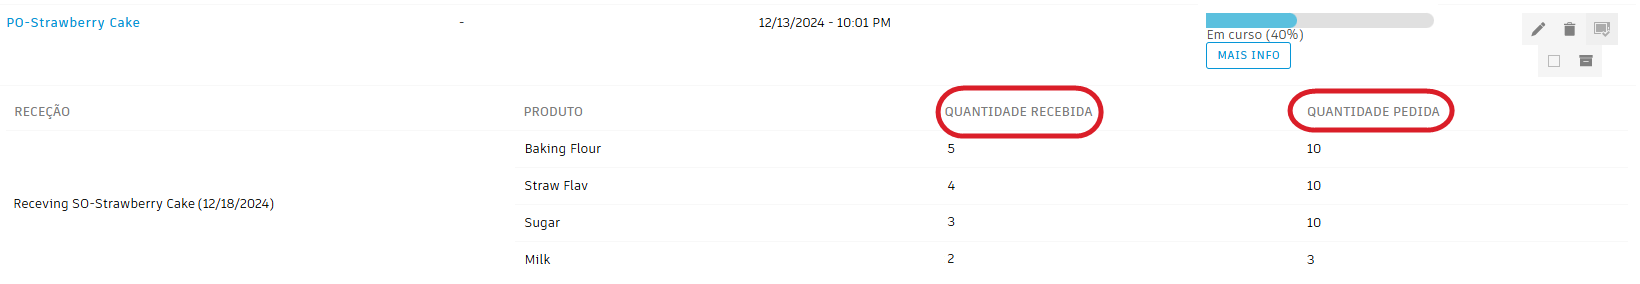 PO-Strawberry Cake - 12/13/2024 - 10:01 PM
Em curso (40%)
MAIS INFO
RECEÇÃO PRODUTO QUANTIDADE RECEBIDA QUANTIDADE PEDIDA
Baking Flour 5 10
Straw Flav 4 10
Receving SO-Strawberry Cake (12/18/2024)
Sugar 3 10
Milk 2 3